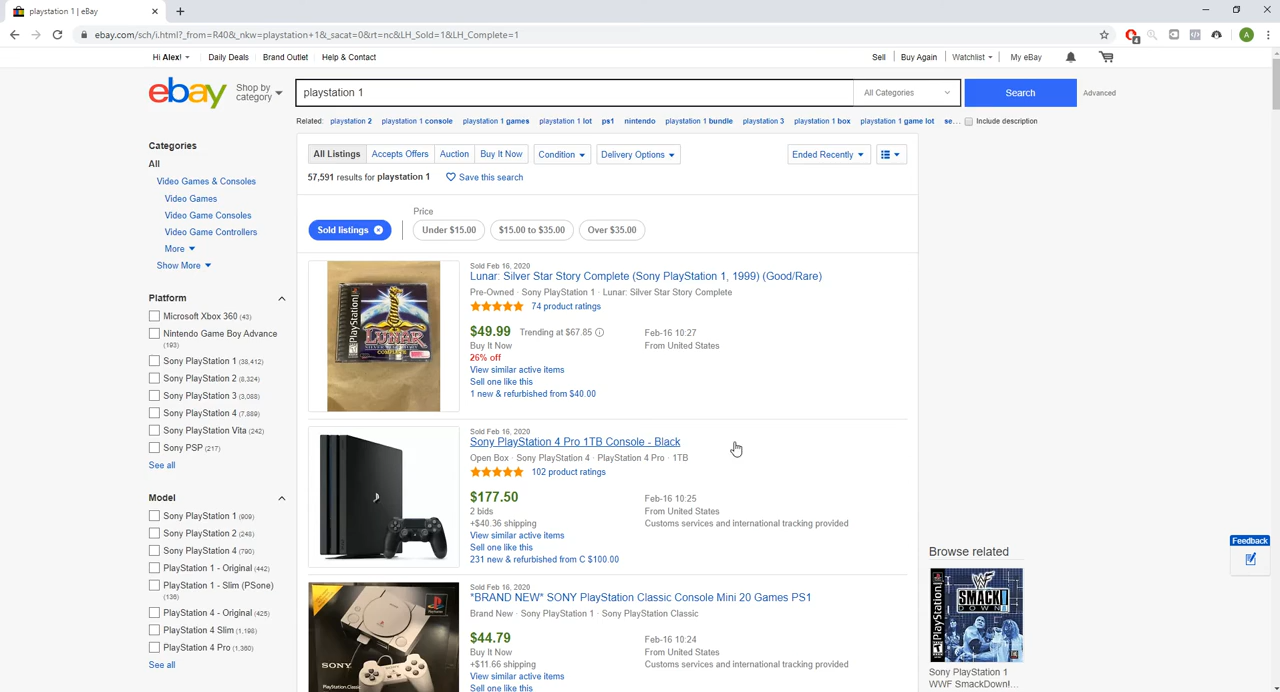 playstation 1 | eBay
ebay.com/sch/i.html?_from=R40&_nkw=playstation+1&_sacat=0&rt=nc&LH_Sold=1&LH_Complete=1
4
A
Hi Alex!
Daily Deals
Brand Outlet
Help & Contact
Sell
Buy Again
Watchlist
My eBay
ebay
Shop by
category
playstation 1
All Categories
Search
Advanced
Related: playstation 2 playstation 1 console playstation 1 games playstation 1 lot ps1 nintendo playstation 1 bundle playstation 3 playstation 1 box playstation 1 game lot se... Include description
Categories
All
Video Games & Consoles
Video Games
Video Game Consoles
Video Game Controllers
More
Show More
Platform
Microsoft Xbox 360 (43)
Nintendo Game Boy Advance
(193)
Sony PlayStation 1 (38,412)
Sony PlayStation 2 (8,324)
Sony PlayStation 3 (3,088)
Sony PlayStation 4 (7,889)
Sony PlayStation Vita (242)
Sony PSP (217)
See all
Model
Sony PlayStation 1 (909)
Sony PlayStation 2 (248)
Sony PlayStation 4 (790)
PlayStation 1 - Original (442)
PlayStation 1 - Slim (PSone)
(136)
PlayStation 4 - Original (425)
PlayStation 4 Slim (1,198)
PlayStation 4 Pro (1,360)
See all
All Listings
Accepts Offers
Auction
Buy It Now
Condition
Delivery Options
Ended Recently
57,591 results for playstation 1
Save this search
Price
Sold listings
Under $15.00
$15.00 to $35.00
Over $35.00
PlayStation
LUNAR
COMPLETE
Sold Feb 16, 2020
Lunar: Silver Star Story Complete (Sony PlayStation 1, 1999) (Good/Rare)
Pre-Owned · Sony PlayStation 1 · Lunar: Silver Star Story Complete
74 product ratings
$49.99 Trending at $67.85
Feb-16 10:27
Buy It Now
From United States
26% off
View similar active items
Sell one like this
1 new & refurbished from $40.00
Sold Feb 16, 2020
Sony PlayStation 4 Pro 1TB Console - Black
Open Box · Sony PlayStation 4 · PlayStation 4 Pro · 1TB
102 product ratings
$177.50
Feb-16 10:25
2 bids
From United States
+$40.36 shipping
Customs services and international tracking provided
View similar active items
Sell one like this
231 new & refurbished from C $100.00
SONY
PlayStation Classic
Sold Feb 16, 2020
*BRAND NEW* SONY PlayStation Classic Console Mini 20 Games PS1
Brand New · Sony PlayStation 1 · Sony PlayStation Classic
$44.79
Feb-16 10:24
Buy It Now
From United States
+$11.66 shipping
Customs services and international tracking provided
View similar active items
Sell one like this
Feedback
Browse related
PlayStation
SMACK
DOWN!
Sony PlayStation 1
WWF SmackDown!...